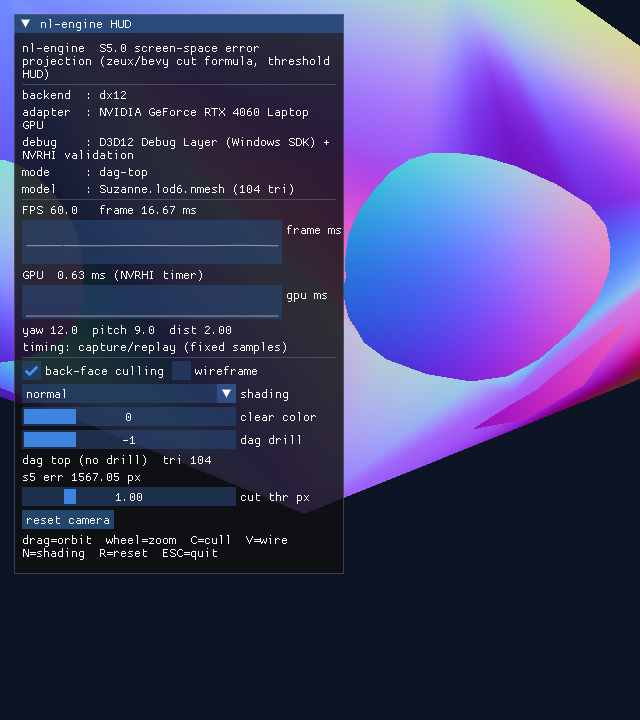 nl-engine HUD
nl-engine  S5.0 screen-space error
projection (zeux/bevy cut formula, threshold
HUD)
backend  : dx12
adapter  : NVIDIA GeForce RTX 4060 Laptop
GPU
debug    : D3D12 Debug Layer (Windows SDK) +
NVRHI validation
mode     : dag-top
model    : Suzanne.lod6.nmesh (104 tri)
FPS 60.0   frame 16.67 ms
frame ms
GPU  0.63 ms (NVRHI timer)
gpu ms
yaw 12.0  pitch 9.0  dist 2.00
timing: capture/replay (fixed samples)
back-face culling  wireframe
normal  shading
0  clear color
-1  dag drill
dag top (no drill)  tri 104
s5 err 1567.05 px
1.00  cut thr px
reset camera
drag=orbit  wheel=zoom  C=cull  V=wire
N=shading  R=reset  ESC=quit